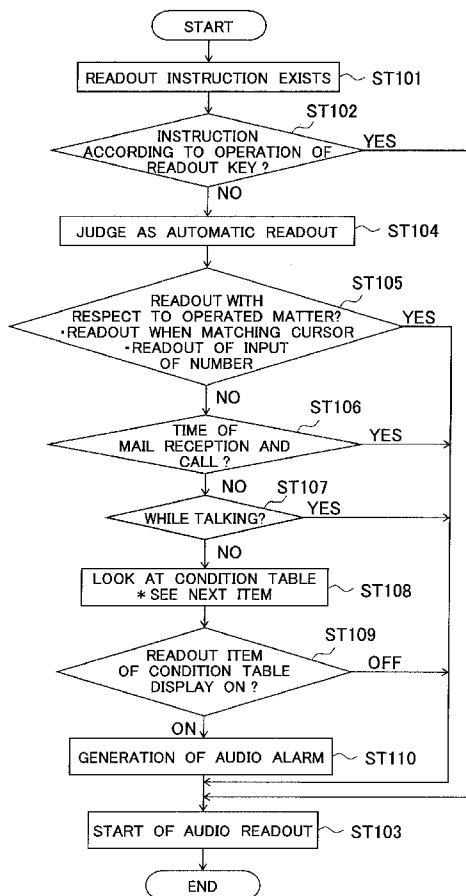 START
READOUT INSTRUCTION EXISTS
ST101
ST102
INSTRUCTION
ACCORDING TO OPERATION OF
READOUT KEY?
YES
NO
JUDGE AS AUTOMATIC READOUT
ST104
ST105
READOUT WITH
RESPECT TO OPERATED MATTER?
•READOUT WHEN MATCHING CURSOR
•READOUT OF INPUT
OF NUMBER
YES
NO
ST106
TIME OF
MAIL RECEPTION AND
CALL?
YES
NO
ST107
WHILE TALKING?
YES
NO
LOOK AT CONDITION TABLE
*SEE NEXT ITEM
ST108
ST109
READOUT ITEM
OF CONDITION TABLE
DISPLAY ON?
OFF
ON
GENERATION OF AUDIO ALARM
ST110
START OF AUDIO READOUT
ST103
END